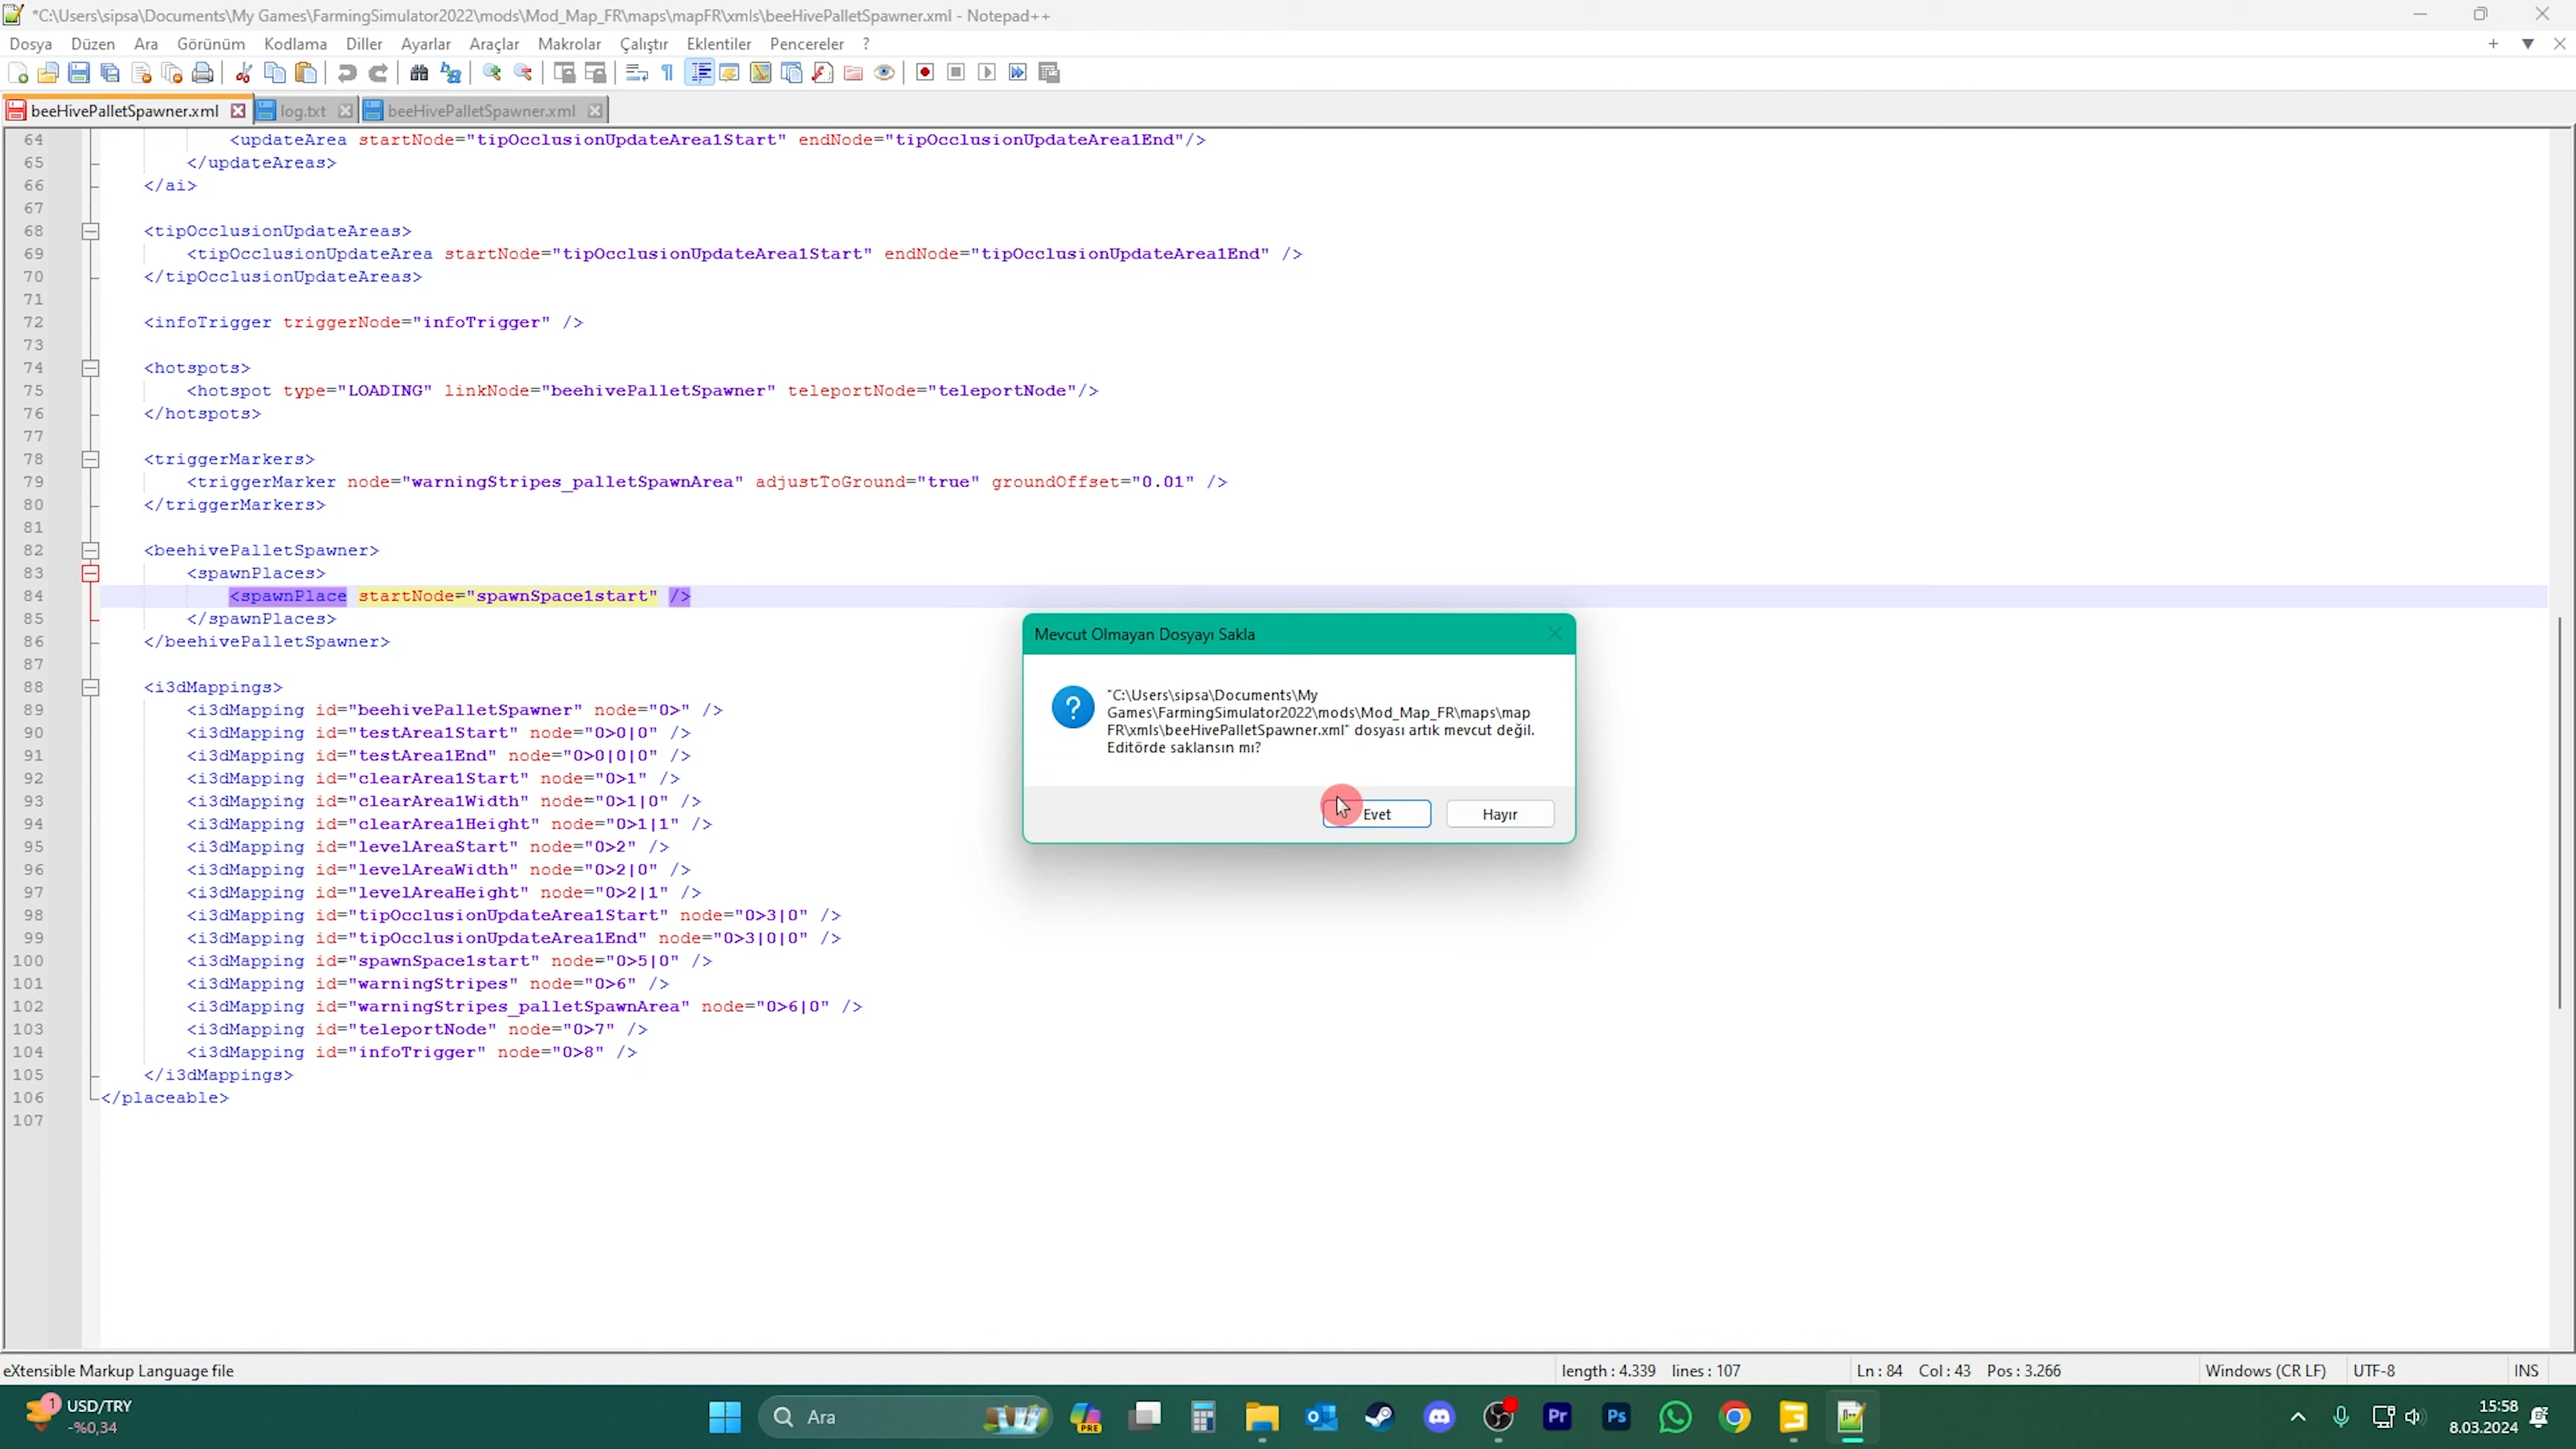 *C:\Users\sipsa\Documents\My Games\FarmingSimulator2022\mods\Mod_Map_FR\maps\mapFR\xmls\beeHivePalletSpawner.xml - Notepad++
Dosya Düzen Ara Görünüm Kodlama Diller Ayarlar Araçlar Makrolar Çalıştır Eklentiler Pencereler ?
beeHivePalletSpawner.xml log.txt beeHivePalletSpawner.xml
64 <updateArea startNode="tipOcclusionUpdateArea1Start" endNode="tipOcclusionUpdateArea1End"/>
65 </updateAreas>
66 </ai>
67
68 <tipOcclusionUpdateAreas>
69 <tipOcclusionUpdateArea startNode="tipOcclusionUpdateArea1Start" endNode="tipOcclusionUpdateArea1End" />
70 </tipOcclusionUpdateAreas>
71
72 <infoTrigger triggerNode="infoTrigger" />
73
74 <hotspots>
75 <hotspot type="LOADING" linkNode="beehivePalletSpawner" teleportNode="teleportNode"/>
76 </hotspots>
77
78 <triggerMarkers>
79 <triggerMarker node="warningStripes_palletSpawnArea" adjustToGround="true" groundOffset="0.01" />
80 </triggerMarkers>
81
82 <beehivePalletSpawner>
83 <spawnPlaces>
84 <spawnPlace startNode="spawnSpace1start" />
85 </spawnPlaces>
86 </beehivePalletSpawner>
87
88 <i3dMappings>
89 <i3dMapping id="beehivePalletSpawner" node="0>" />
90 <i3dMapping id="testArea1Start" node="0>0|0" />
91 <i3dMapping id="testArea1End" node="0>0|0|0" />
92 <i3dMapping id="clearArea1Start" node="0>1" />
93 <i3dMapping id="clearArea1Width" node="0>1|0" />
94 <i3dMapping id="clearArea1Height" node="0>1|1" />
95 <i3dMapping id="levelAreaStart" node="0>2" />
96 <i3dMapping id="levelAreaWidth" node="0>2|0" />
97 <i3dMapping id="levelAreaHeight" node="0>2|1" />
98 <i3dMapping id="tipOcclusionUpdateArea1Start" node="0>3|0" />
99 <i3dMapping id="tipOcclusionUpdateArea1End" node="0>3|0|0" />
100 <i3dMapping id="spawnSpace1start" node="0>5|0" />
101 <i3dMapping id="warningStripes" node="0>6" />
102 <i3dMapping id="warningStripes_palletSpawnArea" node="0>6|0" />
103 <i3dMapping id="teleportNode" node="0>7" />
104 <i3dMapping id="infoTrigger" node="0>8" />
105 </i3dMappings>
106 </placeable>
107
Mevcut Olmayan Dosyayı Sakla
"C:\Users\sipsa\Documents\My
Games\FarmingSimulator2022\mods\Mod_Map_FR\maps\map
FR\xmls\beeHivePalletSpawner.xml" dosyası artık mevcut değil.
Editörde saklansın mı?
Evet Hayır
eXtensible Markup Language file length : 4.339 lines : 107 Ln : 84 Col : 43 Pos : 3.266 Windows (CR LF) UTF-8 INS
1 USD/TRY
-%0,34
Ara
PRE
Pr
Ps
15:58
8.03.2024